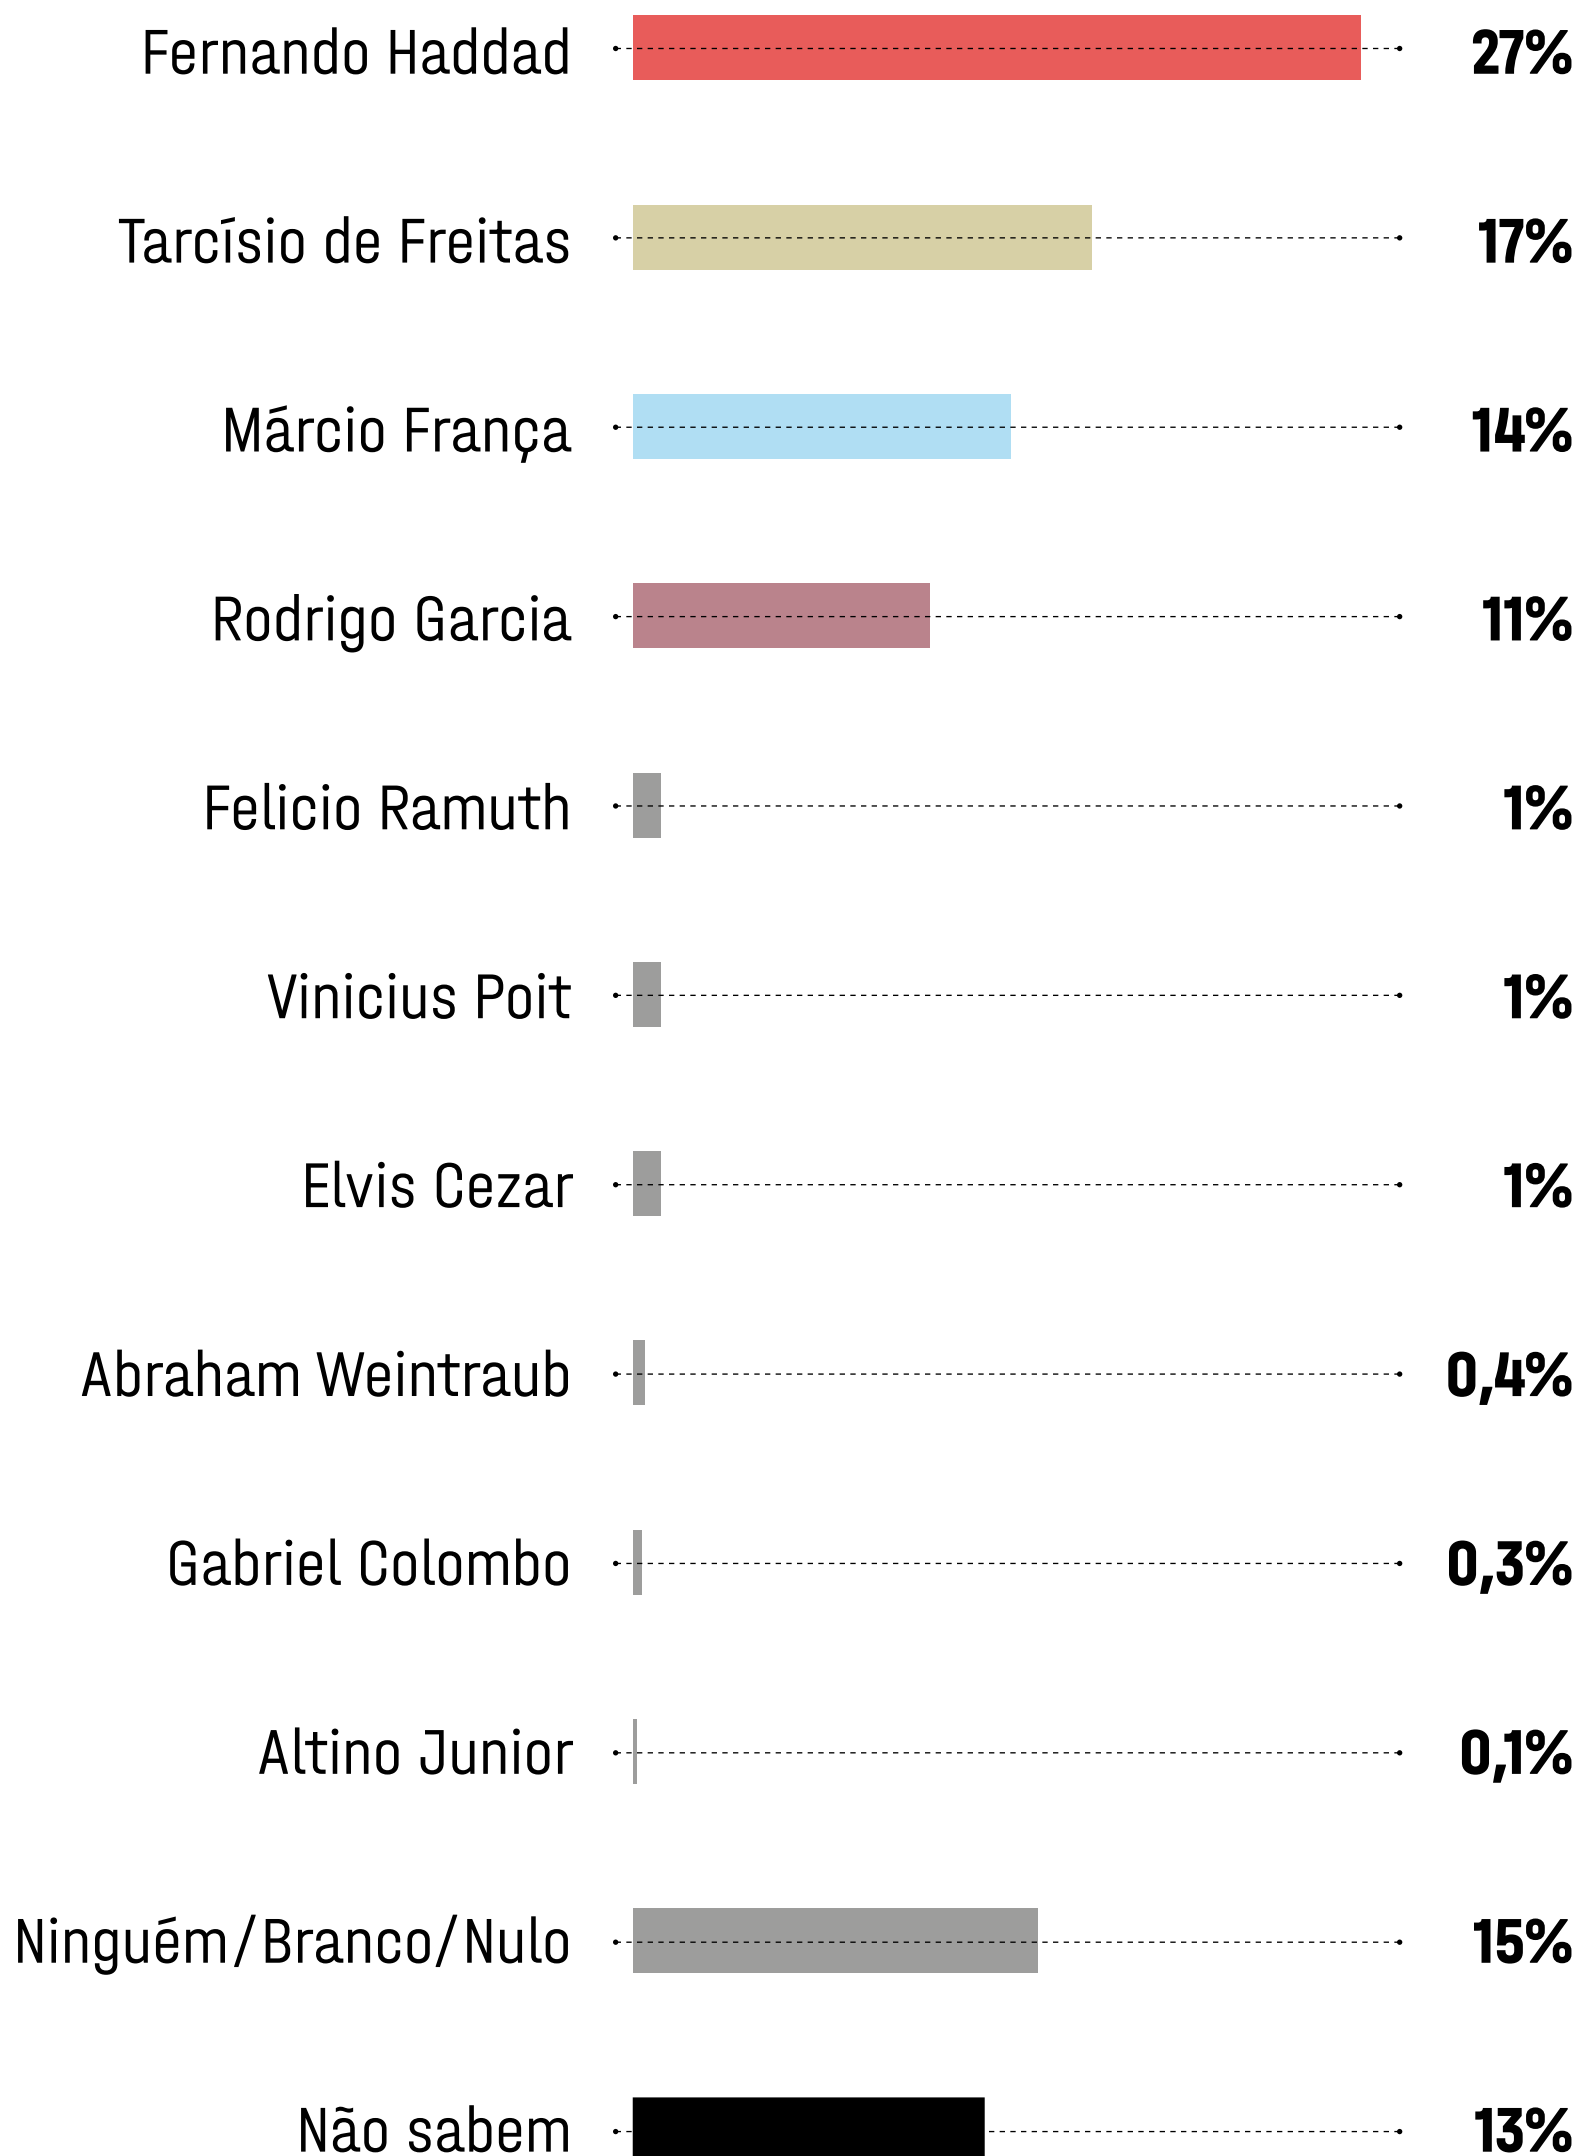 Fernando Haddad 27%
Tarcísio de Freitas 17%
Márcio França 14%
Rodrigo Garcia 11%
Felicio Ramuth 1%
Vinicius Poit 1%
Elvis Cezar 1%
Abraham Weintraub 0,4%
Gabriel Colombo 0,3%
Altino Junior 0,1%
Ninguém/Branco/Nulo 15%
Não sabem 13%